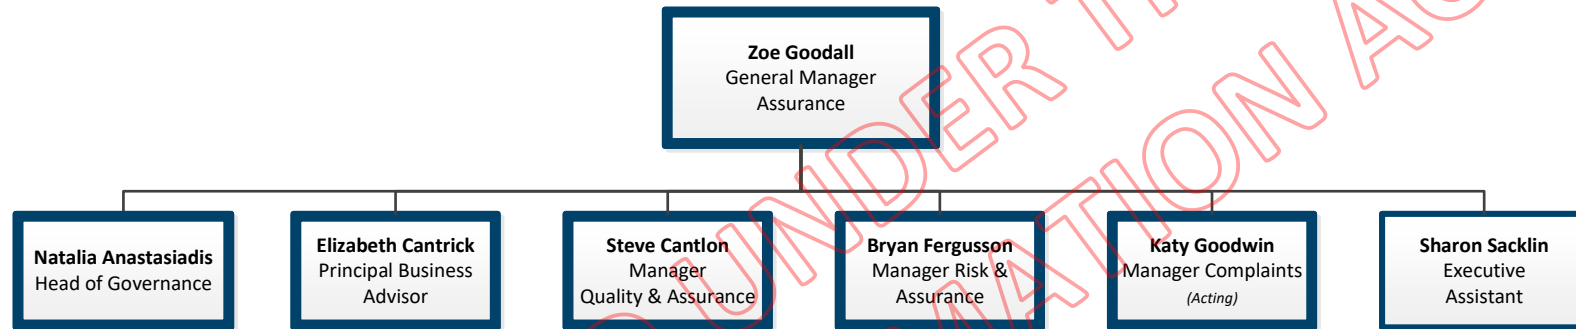 Zoe Goodall
General Manager
Assurance
Natalia Anastasiadis
Head of Governance
Elizabeth Cantrick
Principal Business
Advisor
Steve Cantlon
Manager
Quality & Assurance
Bryan Fergusson
Manager Risk &
Assurance
Katy Goodwin
Manager Complaints
(Acting)
Sharon Sacklin
Executive
Assistant
UNDER